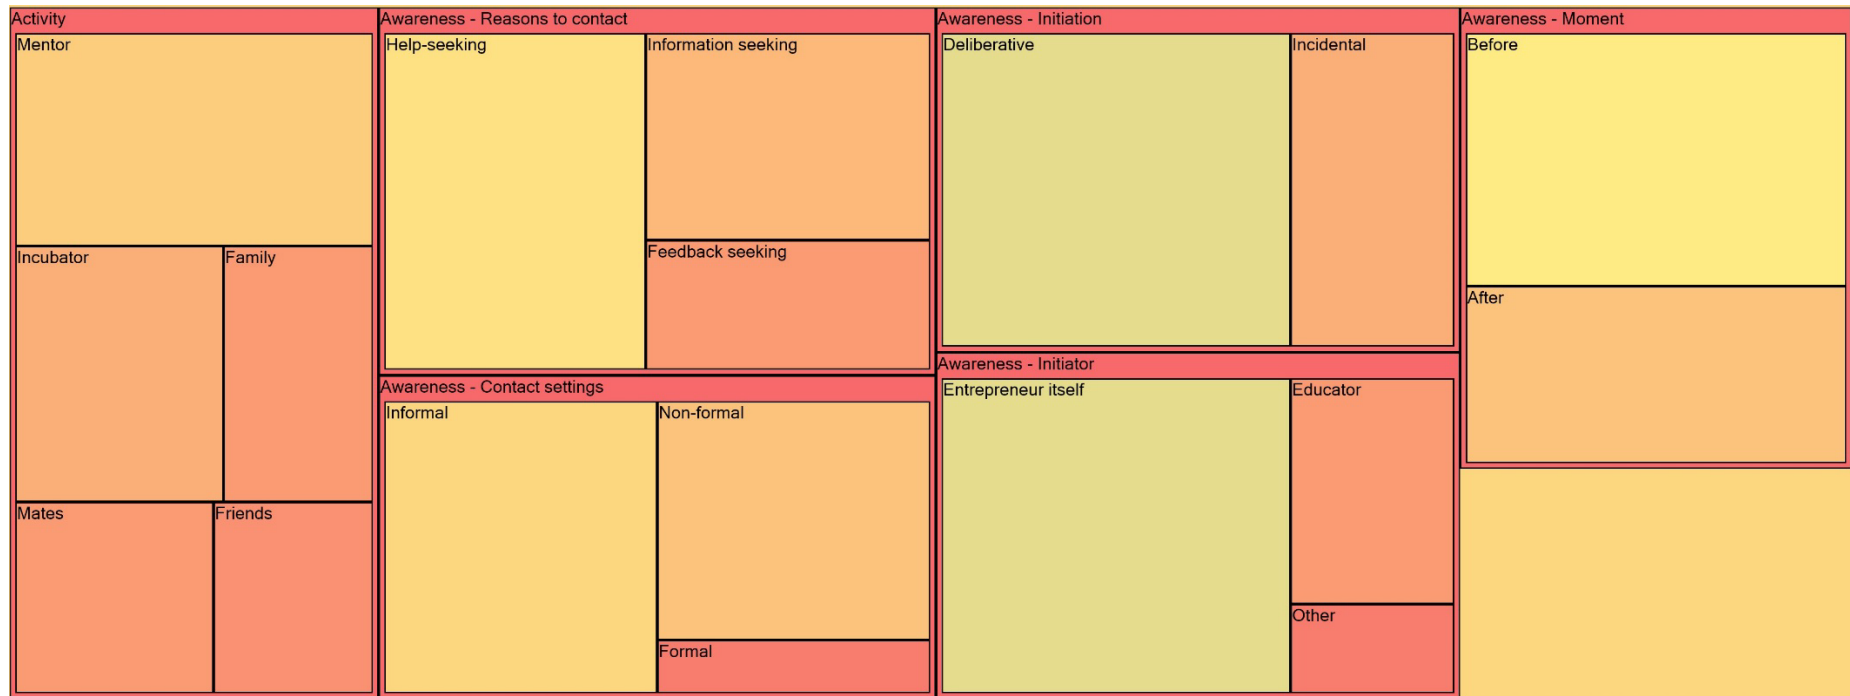 Activity
Mentor
Incubator
Family
Mates
Friends
Awareness - Reasons to contact
Help-seeking
Information seeking
Feedback seeking
Awareness - Contact settings
Informal
Non-formal
Formal
Awareness - Initiation
Deliberative
Incidental
Awareness - Initiator
Entrepreneur itself
Educator
Other
Awareness - Moment
Before
After